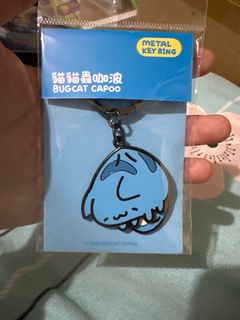 METAL
KEY RING
貓貓蟲咖波
BUGCAT CAPOO